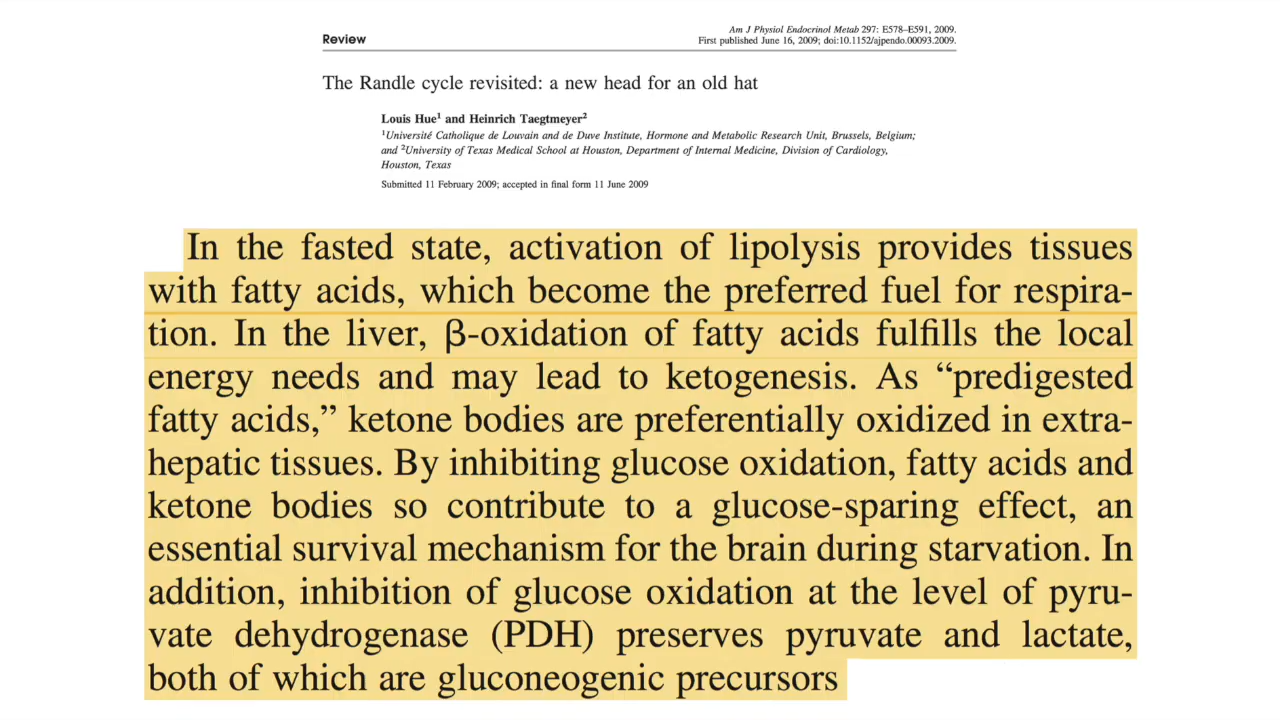 Review
Am J Physiol Endocrinol Metab 297: E578–E591, 2009.
First published June 16, 2009; doi:10.1152/ajpendo.00093.2009.
The Randle cycle revisited: a new head for an old hat
Louis Hue1 and Heinrich Taegtmeyer2
1Université Catholique de Louvain and de Duve Institute, Hormone and Metabolic Research Unit, Brussels, Belgium;
and 2University of Texas Medical School at Houston, Department of Internal Medicine, Division of Cardiology,
Houston, Texas
Submitted 11 February 2009; accepted in final form 11 June 2009
In the fasted state, activation of lipolysis provides tissues
with fatty acids, which become the preferred fuel for respira-
tion. In the liver, β-oxidation of fatty acids fulfills the local
energy needs and may lead to ketogenesis. As “predigested
fatty acids,” ketone bodies are preferentially oxidized in extra-
hepatic tissues. By inhibiting glucose oxidation, fatty acids and
ketone bodies so contribute to a glucose-sparing effect, an
essential survival mechanism for the brain during starvation. In
addition, inhibition of glucose oxidation at the level of pyru-
vate dehydrogenase (PDH) preserves pyruvate and lactate,
both of which are gluconeogenic precursors